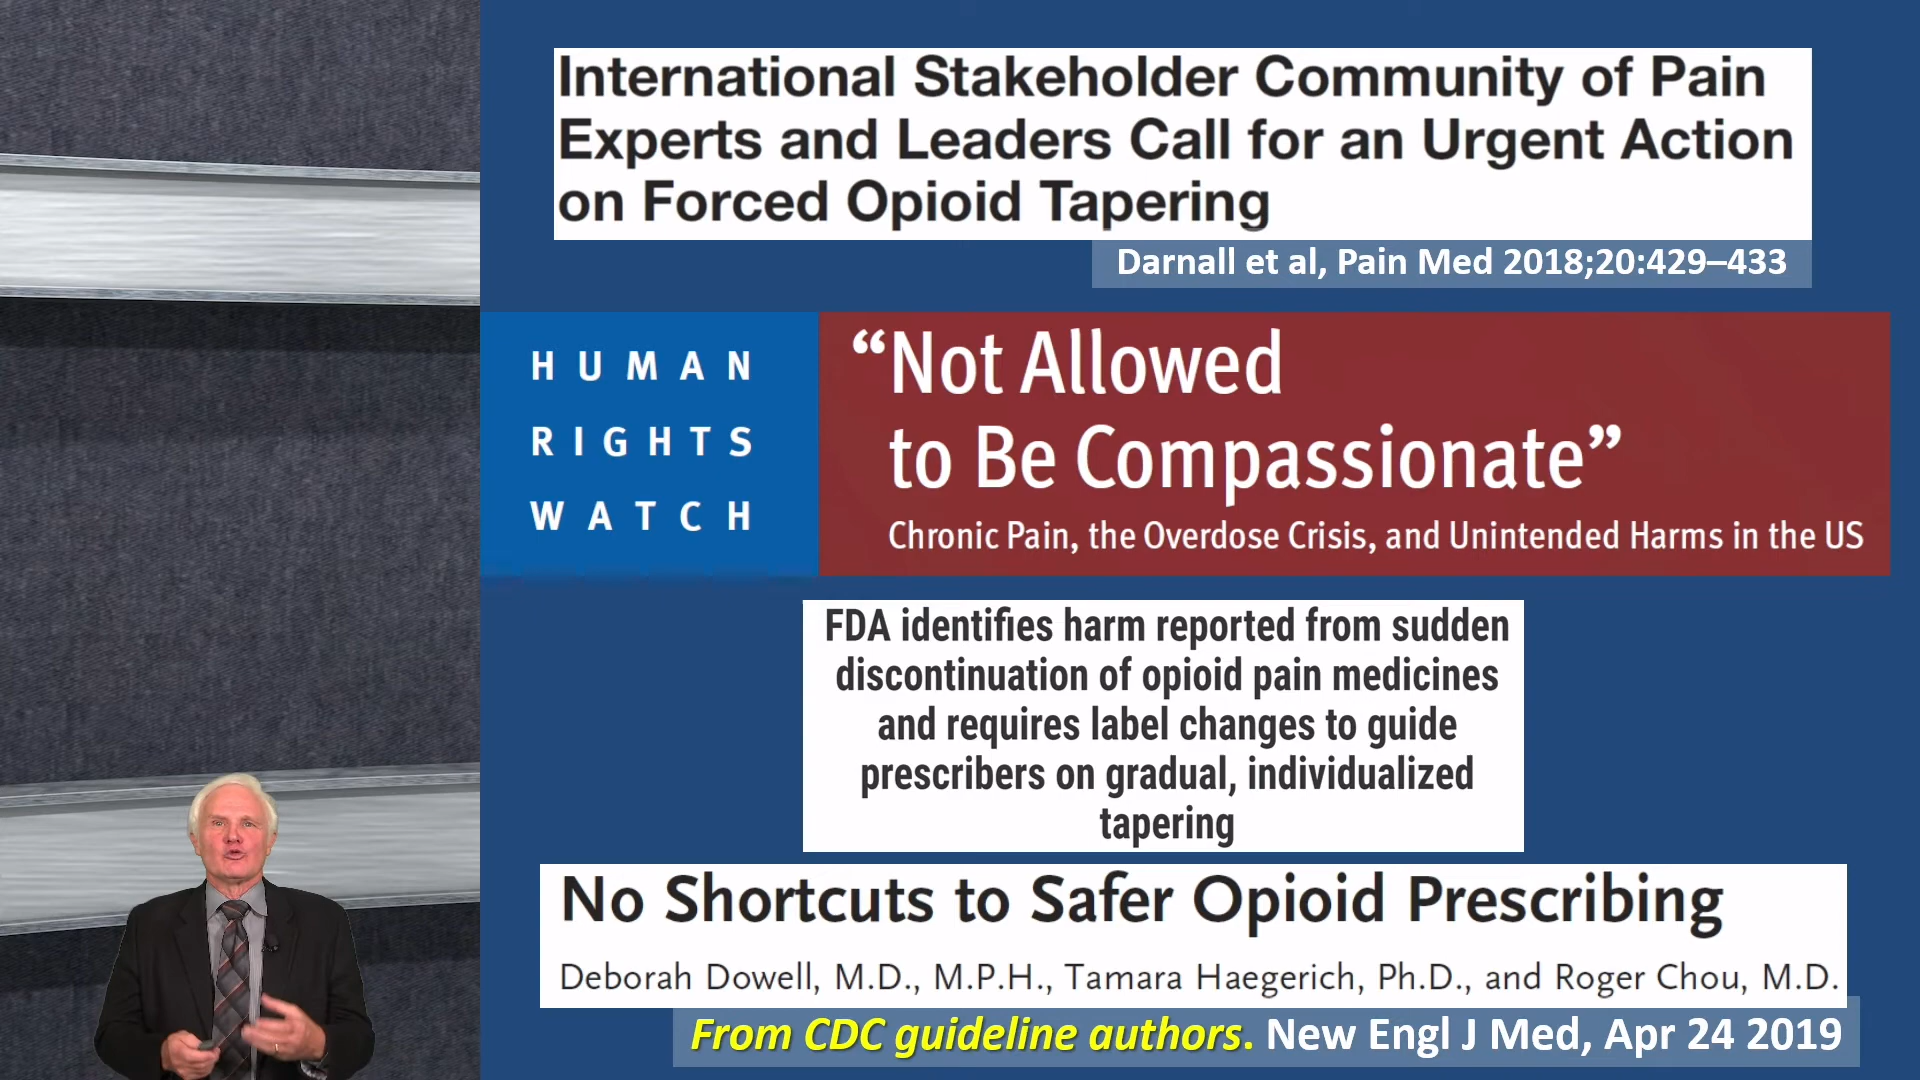 International Stakeholder Community of Pain
Experts and Leaders Call for an Urgent Action
on Forced Opioid Tapering
Darnall et al, Pain Med 2018;20:429–433
HUMAN
RIGHTS
WATCH
“Not Allowed
to Be Compassionate”
Chronic Pain, the Overdose Crisis, and Unintended Harms in the US
FDA identifies harm reported from sudden
discontinuation of opioid pain medicines
and requires label changes to guide
prescribers on gradual, individualized
tapering
No Shortcuts to Safer Opioid Prescribing
Deborah Dowell, M.D., M.P.H., Tamara Haegerich, Ph.D., and Roger Chou, M.D.
From CDC guideline authors. New Engl J Med, Apr 24 2019